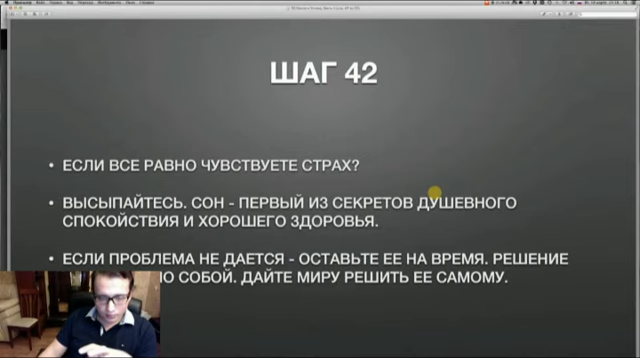 ШАГ 42
• ЕСЛИ ВСЕ РАВНО ЧУВСТВУЕТЕ СТРАХ?
• ВЫСЫПАЙТЕСЬ. СОН - ПЕРВЫЙ ИЗ СЕКРЕТОВ ДУШЕВНОГО
СПОКОЙСТВИЯ И ХОРОШЕГО ЗДОРОВЬЯ.
• ЕСЛИ ПРОБЛЕМА НЕ ДАЕТСЯ - ОСТАВЬТЕ ЕЕ НА ВРЕМЯ. РЕШЕНИЕ
СОБОЙ. ДАЙТЕ МИРУ РЕШИТЬ ЕЕ САМОМУ.